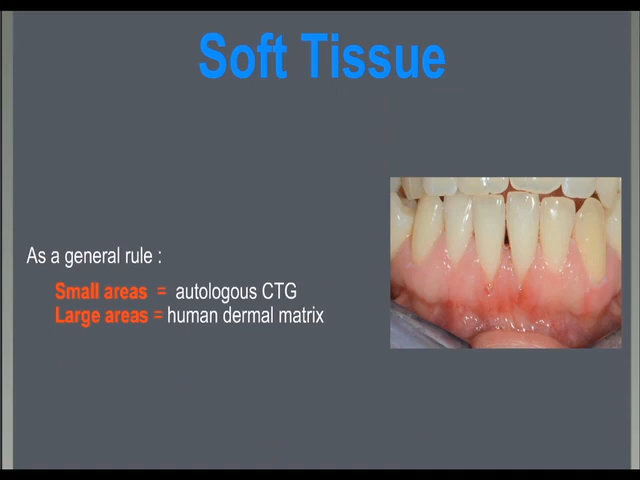 Soft Tissue
As a general rule :
Small areas = autologous CTG
Large areas = human dermal matrix